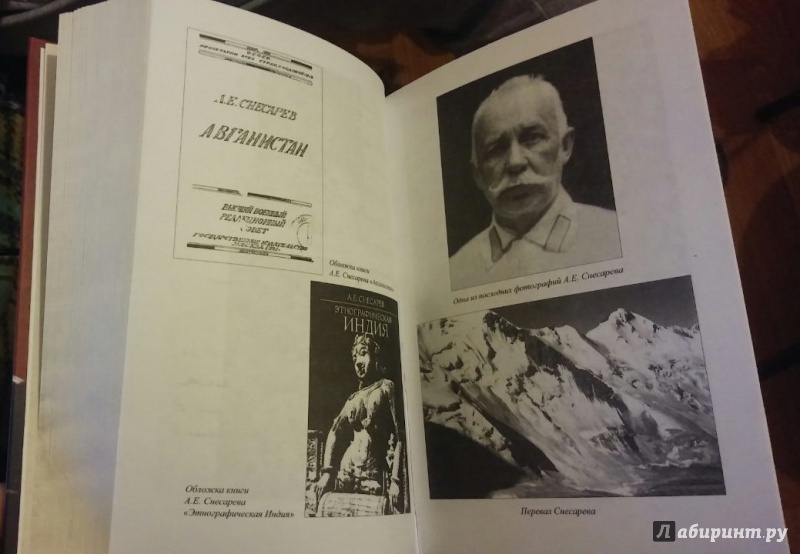 А.Е. СНЕСАРЕВ
АВГАНИСТАН
ВЫСШИЙ ВОЕННЫЙ
РЕДАКЦИОННЫЙ
СОВЕТ
Обложка книги
А.Е. Снесарева «Авганистан»
А.Е. СНЕСАРЕВ
ЭТНОГРАФИЧЕСКАЯ
ИНДИЯ
Обложка книги
А.Е. Снесарева
«Этнографическая Индия»
Одна из последних фотографий А.Е. Снесарева
Перевал Снесарева
Лабиринт.ру